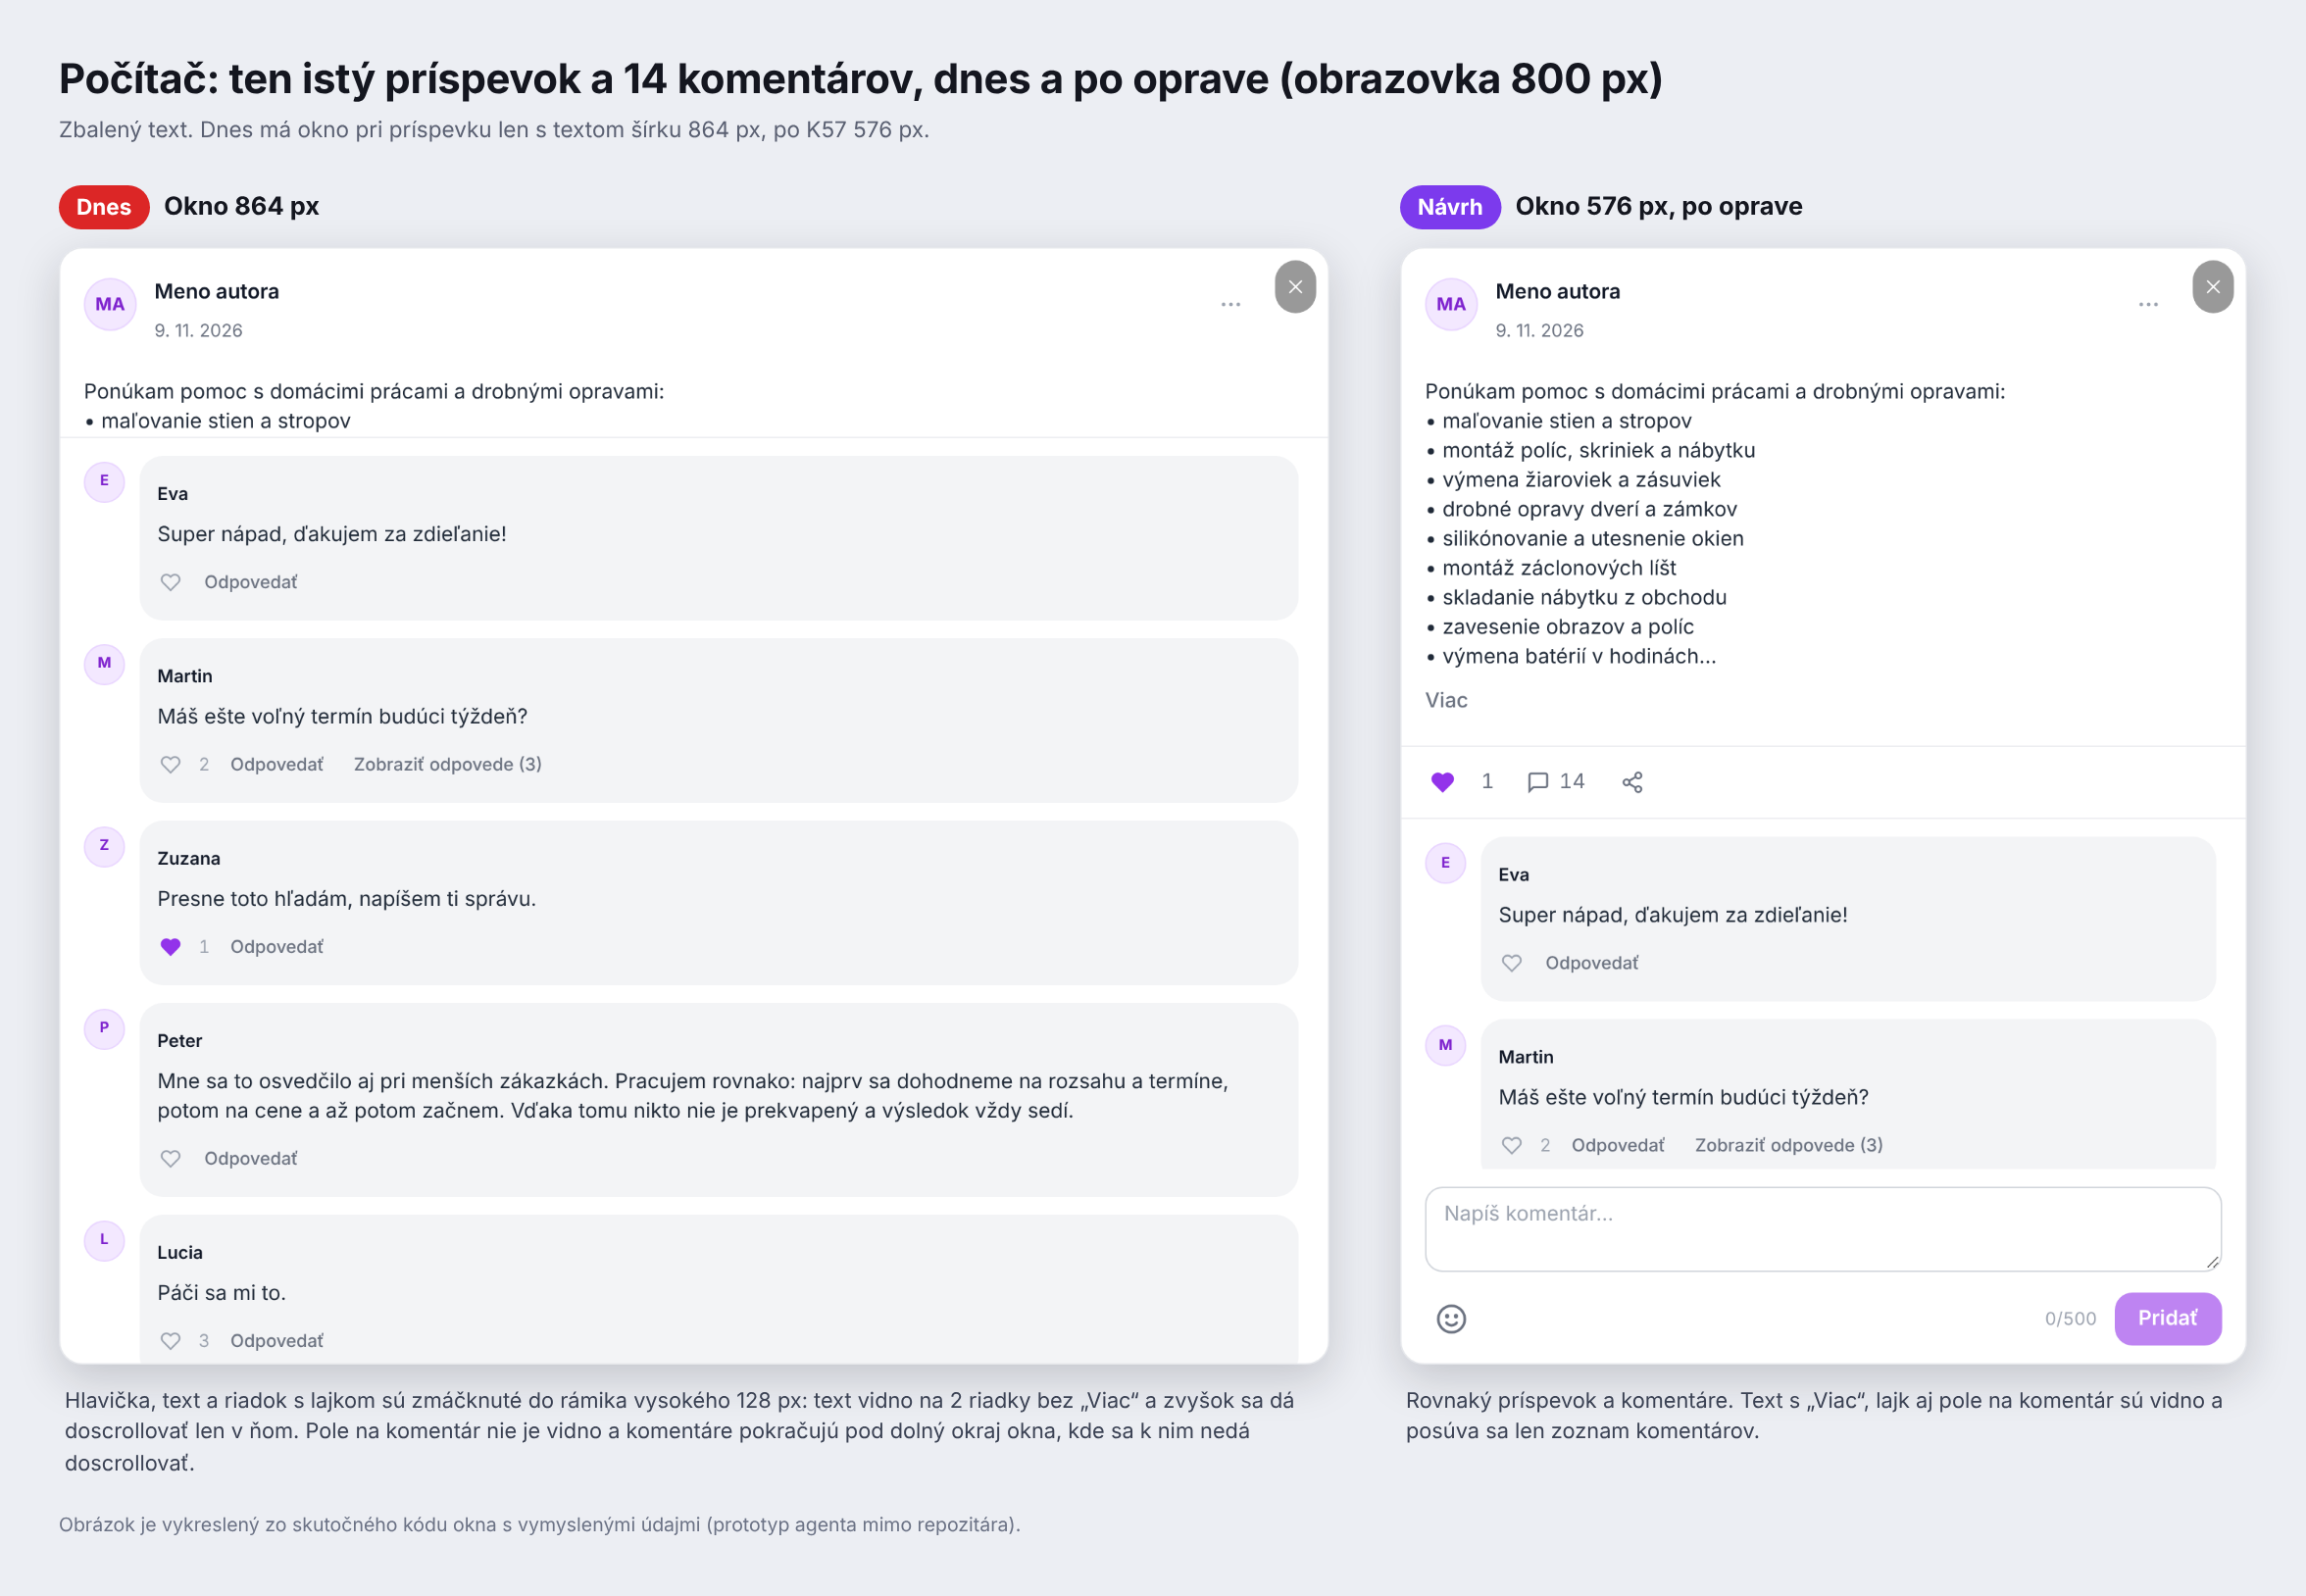 Počítač: ten istý príspevok a 14 komentárov, dnes a po oprave (obrazovka 800 px)
Zbalený text. Dnes má okno pri príspevku len s textom šírku 864 px, po K57 576 px.
Dnes Okno 864 px
MA
Meno autora
9. 11. 2026
Ponúkam pomoc s domácimi prácami a drobnými opravami:
• maľovanie stien a stropov
E
Eva
Super nápad, ďakujem za zdieľanie!
Odpovedať
M
Martin
Máš ešte voľný termín budúci týždeň?
2 Odpovedať Zobraziť odpovede (3)
Z
Zuzana
Presne toto hľadám, napíšem ti správu.
1 Odpovedať
P
Peter
Mne sa to osvedčilo aj pri menších zákazkách. Pracujem rovnako: najprv sa dohodneme na rozsahu a termíne,
potom na cene a až potom začnem. Vďaka tomu nikto nie je prekvapený a výsledok vždy sedí.
Odpovedať
L
Lucia
Páči sa mi to.
3 Odpovedať
Hlavička, text a riadok s lajkom sú zmáčknuté do rámika vysokého 128 px: text vidno na 2 riadky bez „Viac“ a zvyšok sa dá
doscrollovať len v ňom. Pole na komentár nie je vidno a komentáre pokračujú pod dolný okraj okna, kde sa k nim nedá
doscrollovať.
Návrh Okno 576 px, po oprave
MA
Meno autora
9. 11. 2026
Ponúkam pomoc s domácimi prácami a drobnými opravami:
• maľovanie stien a stropov
• montáž políc, skriniek a nábytku
• výmena žiaroviek a zásuviek
• drobné opravy dverí a zámkov
• silikónovanie a utesnenie okien
• montáž záclonových líšt
• skladanie nábytku z obchodu
• zavesenie obrazov a políc
• výmena batérií v hodinách...
Viac
1 14
E
Eva
Super nápad, ďakujem za zdieľanie!
Odpovedať
M
Martin
Máš ešte voľný termín budúci týždeň?
2 Odpovedať Zobraziť odpovede (3)
Napíš komentár...
0/500 Pridať
Rovnaký príspevok a komentáre. Text s „Viac“, lajk aj pole na komentár sú vidno a
posúva sa len zoznam komentárov.
Obrázok je vykreslený zo skutočného kódu okna s vymyslenými údajmi (prototyp agenta mimo repozitára).